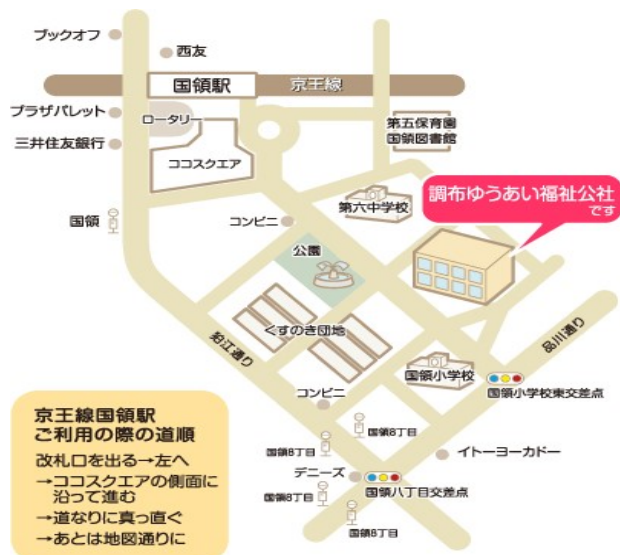 ブックオフ
西友
国領駅
京王線
プラザパレット
ロータリー
三井住友銀行
ココスクエア
第五保育園
国領図書館
調布ゆうあい福祉公社
です
第六中学校
国領
コンビニ
公園
くすのき団地
狛江通り
品川通り
国領小学校
国領小学校東交差点
コンビニ
国領8丁目
国領8丁目
イトーヨーカドー
デニーズ
国領八丁目交差点
国領8丁目
国領8丁目
京王線国領駅
ご利用の際の道順
改札口を出る→左へ
→ココスクエアの側面に
沿って進む
→道なりに真っ直ぐ
→あとは地図通りに